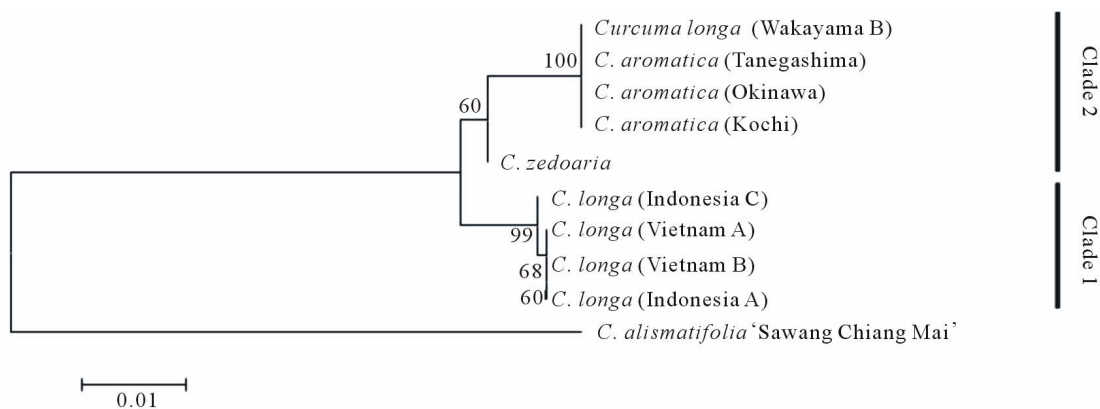 Curcuma longa (Wakayama B)
100
C. aromatica (Tanegashima)
C. aromatica (Okinawa)
60
C. aromatica (Kochi)
C. zedoaria
Clade 2
C. longa (Indonesia C)
99
C. longa (Vietnam A)
68
C. longa (Vietnam B)
60
C. longa (Indonesia A)
Clade 1
C. alismatifolia ‘Sawang Chiang Mai’
0.01